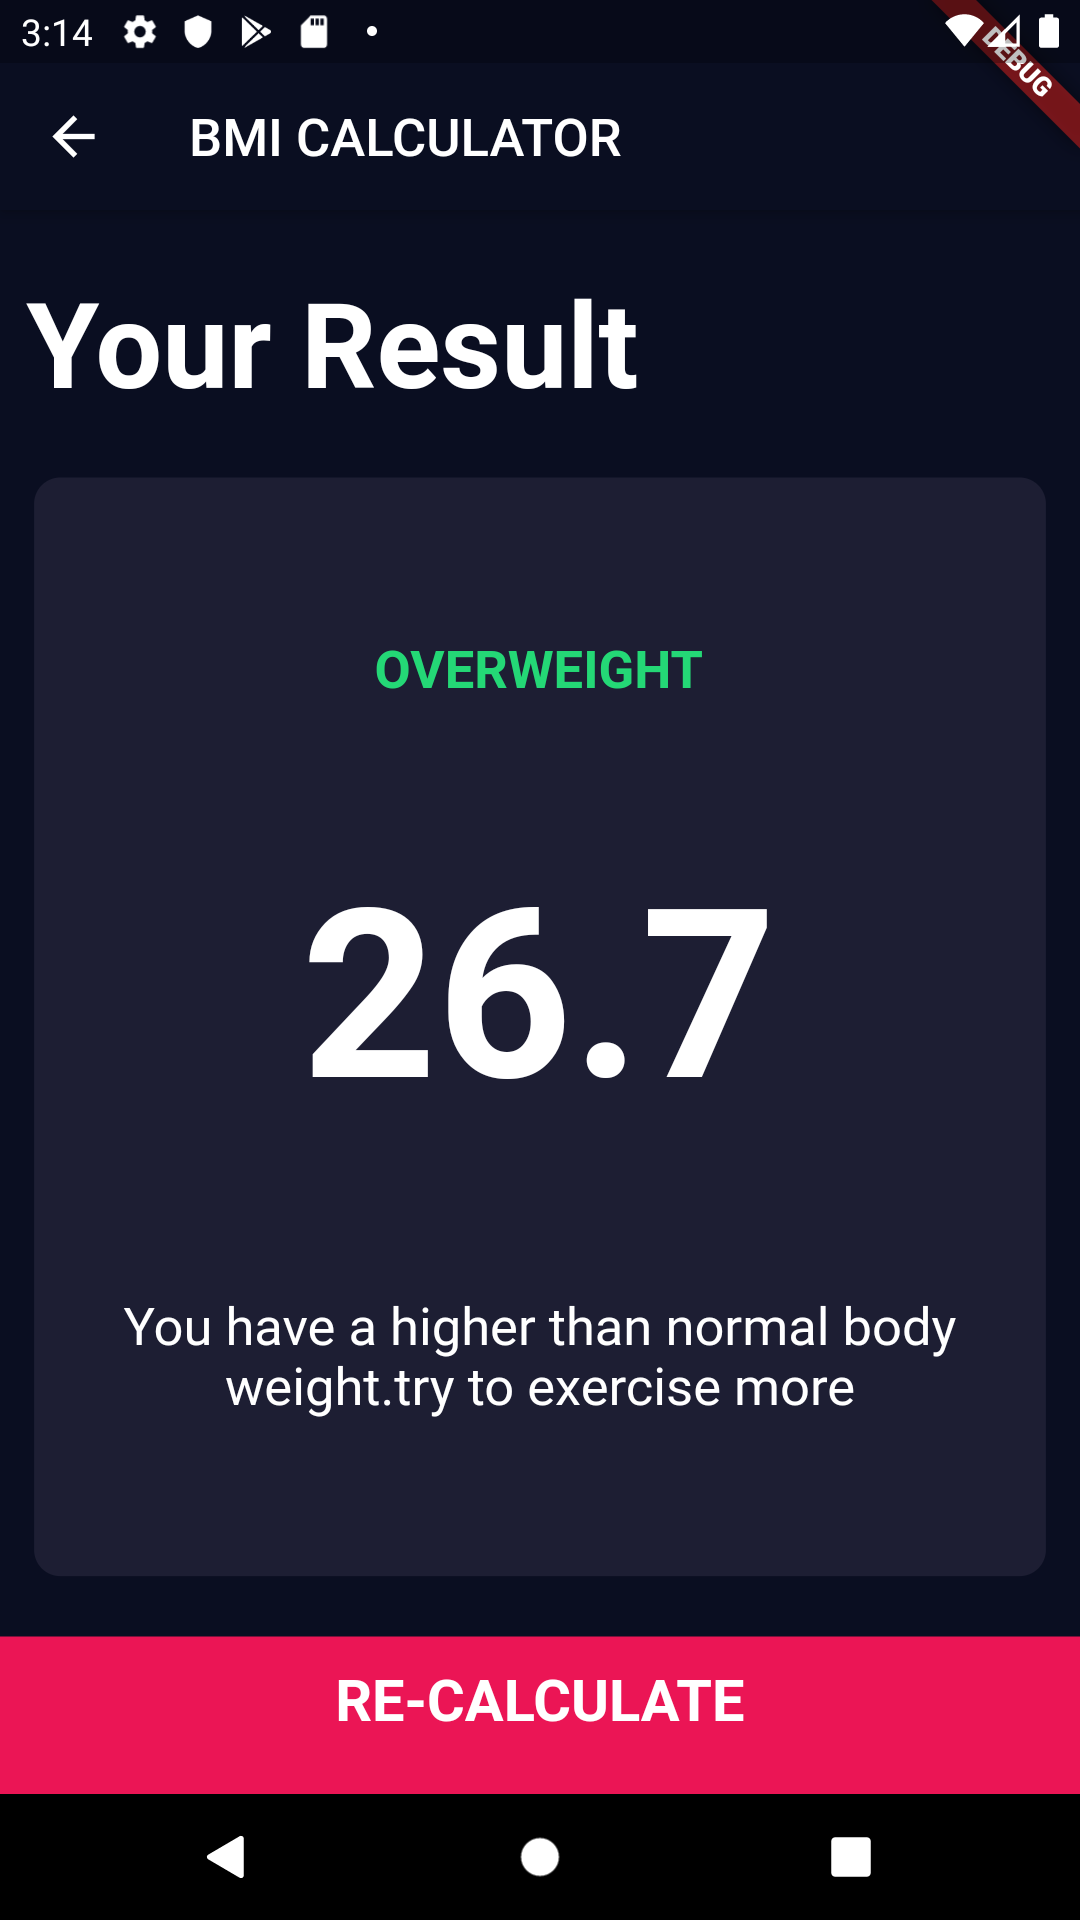 3:14
DEBUG
BMI CALCULATOR
Your Result
OVERWEIGHT
26.7
You have a higher than normal body
weight.try to exercise more
RE-CALCULATE